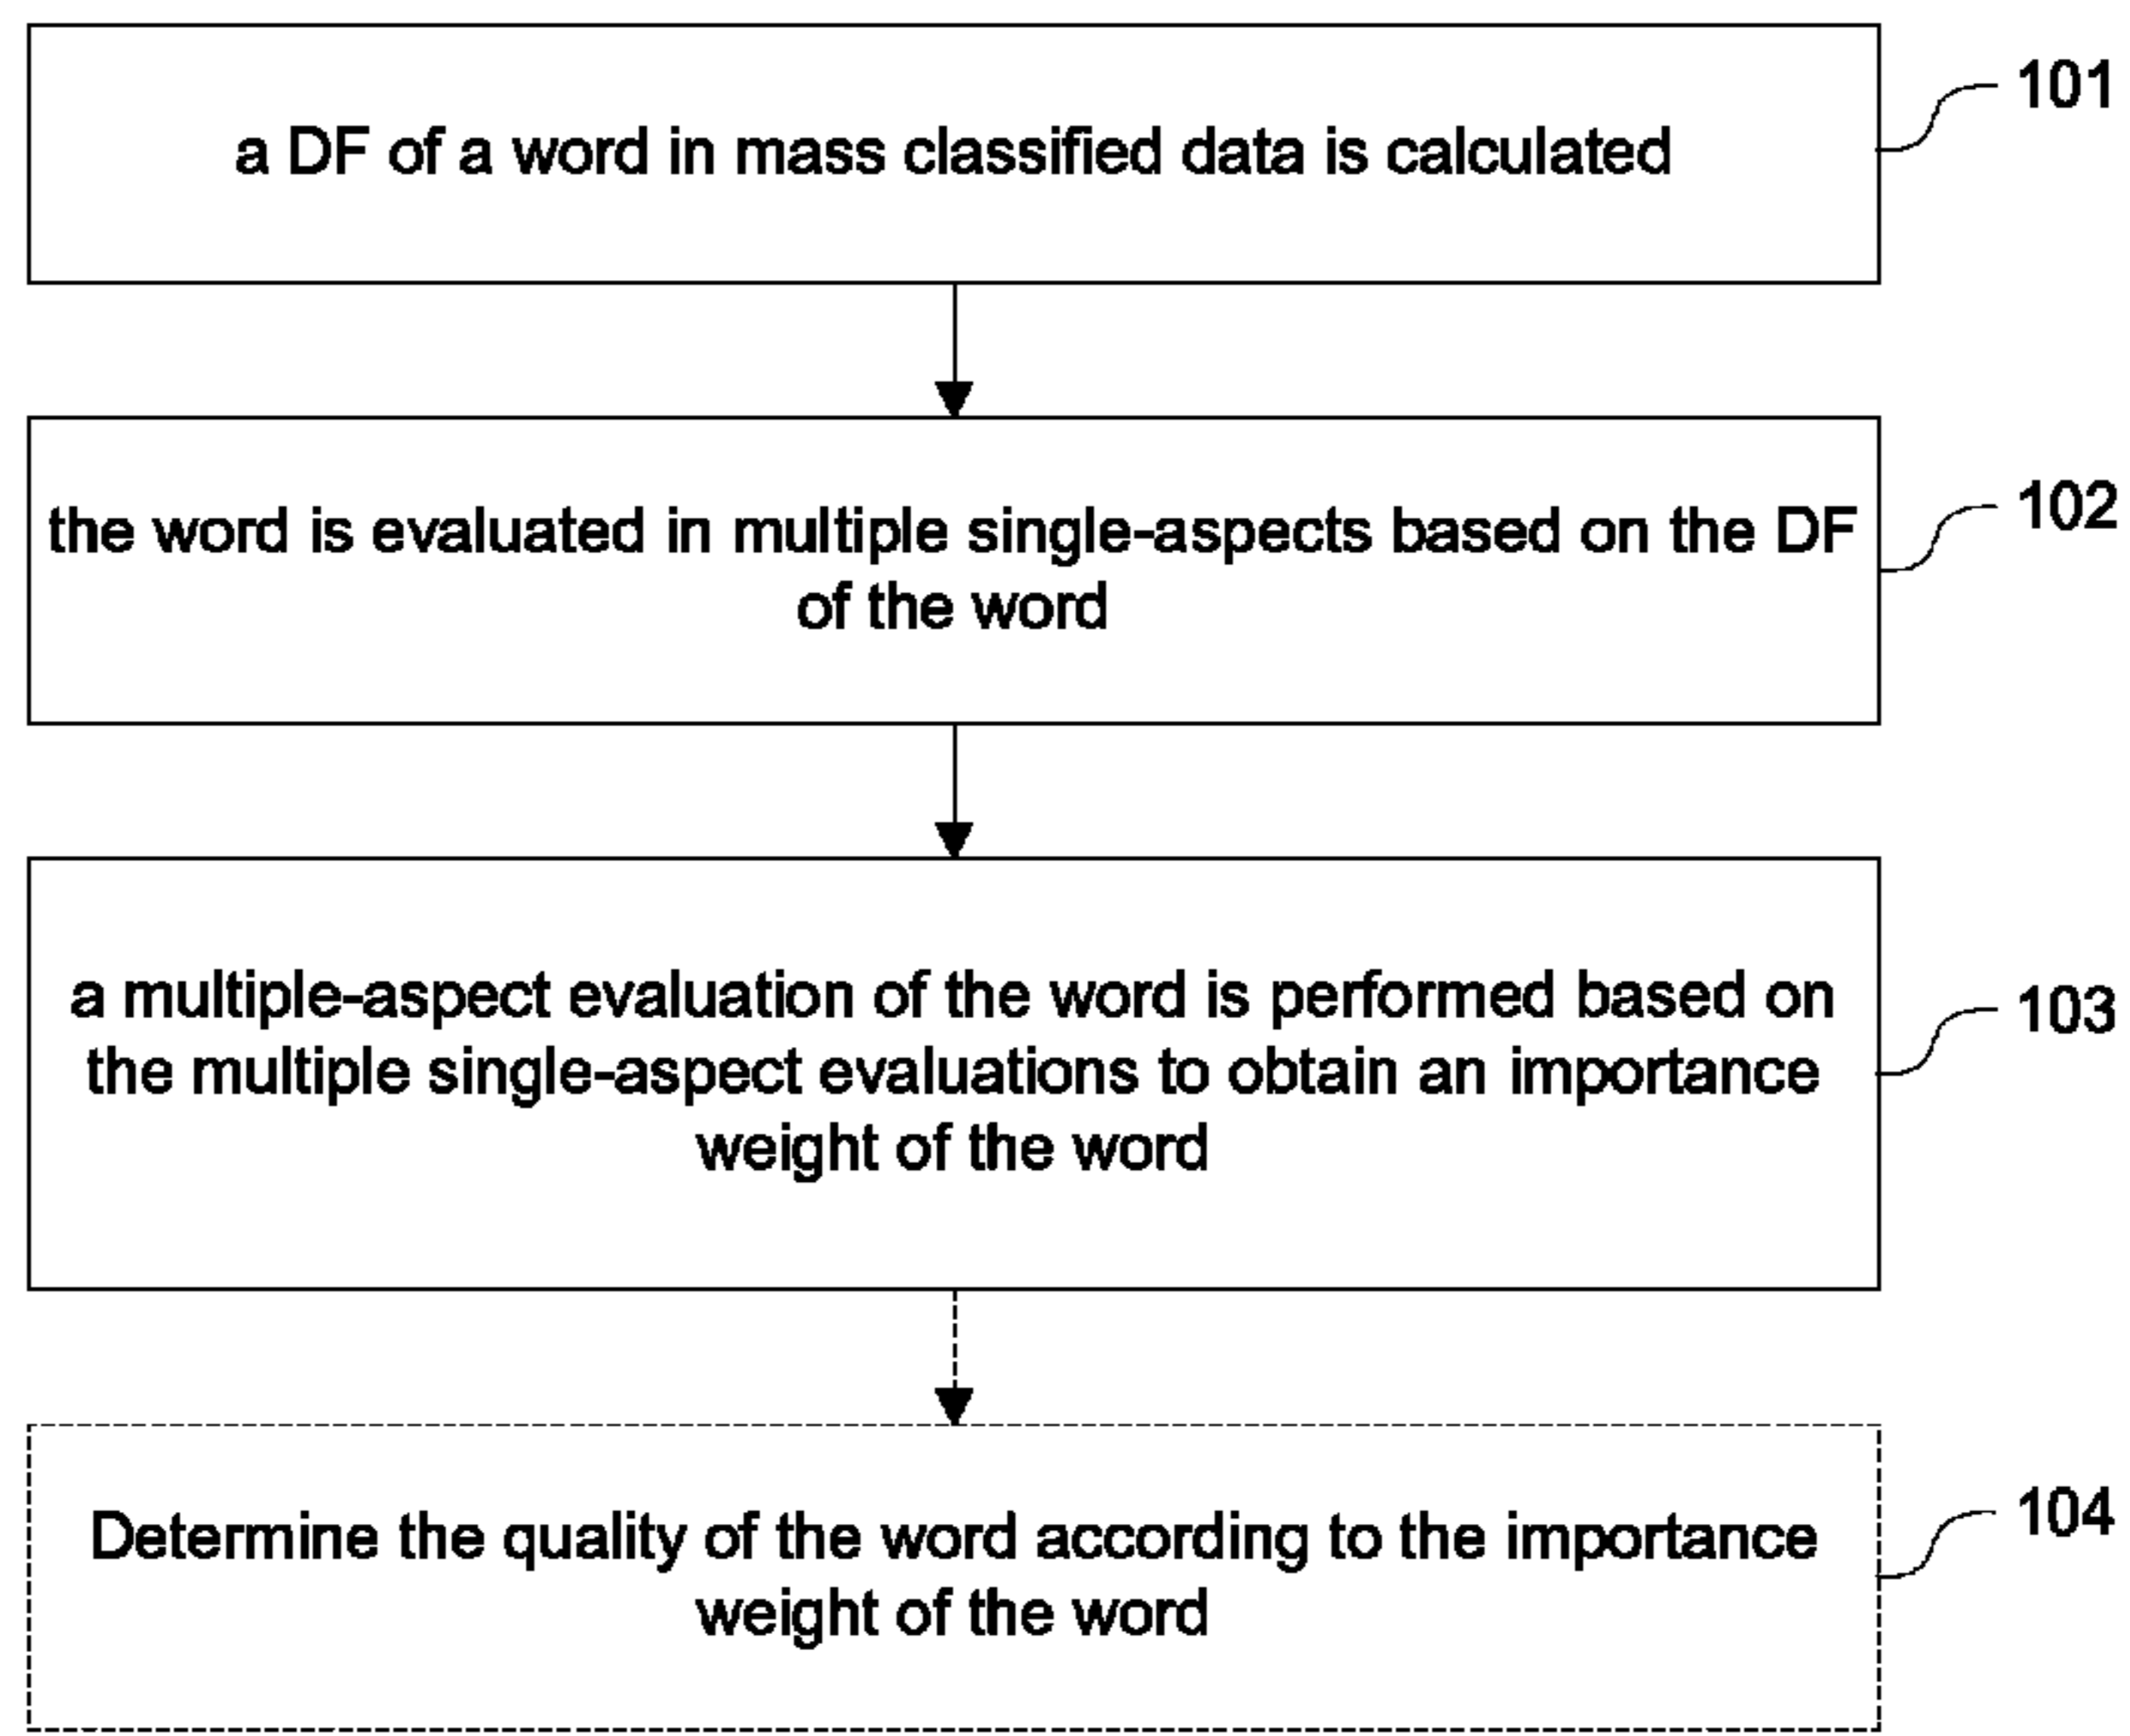 a DF of a word in mass classified data is calculated
101
the word is evaluated in multiple single-aspects based on the DF
of the word
102
a multiple-aspect evaluation of the word is performed based on
the multiple single-aspect evaluations to obtain an importance
weight of the word
103
Determine the quality of the word according to the importance
weight of the word
104